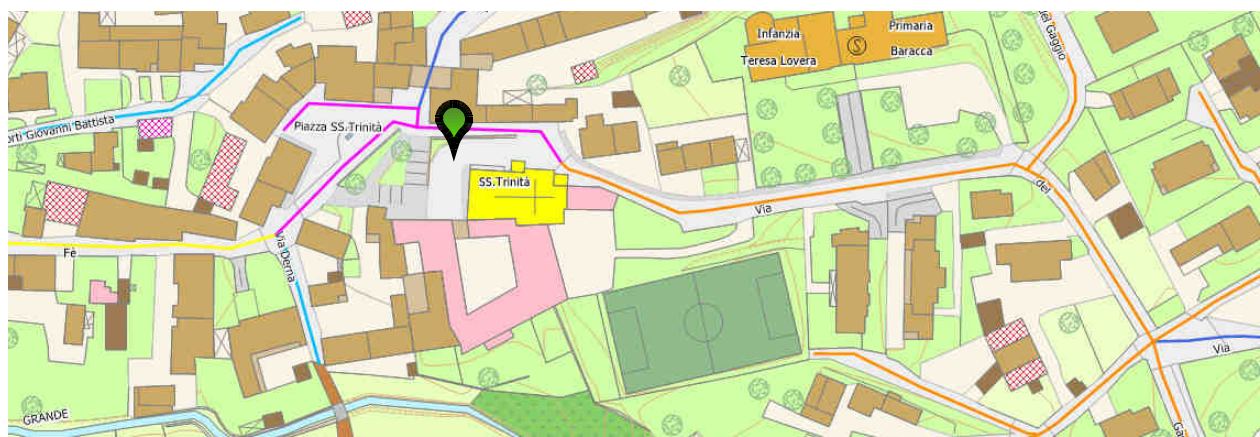 Infanzia
Primaria
Teresa Lovera
Baracca
S
del Gaggio
orti Giovanni Battista
Piazza SS.Trinità
SS.Trinità
Via
del
Fè
Via Derna
Via
GRANDE
Ga